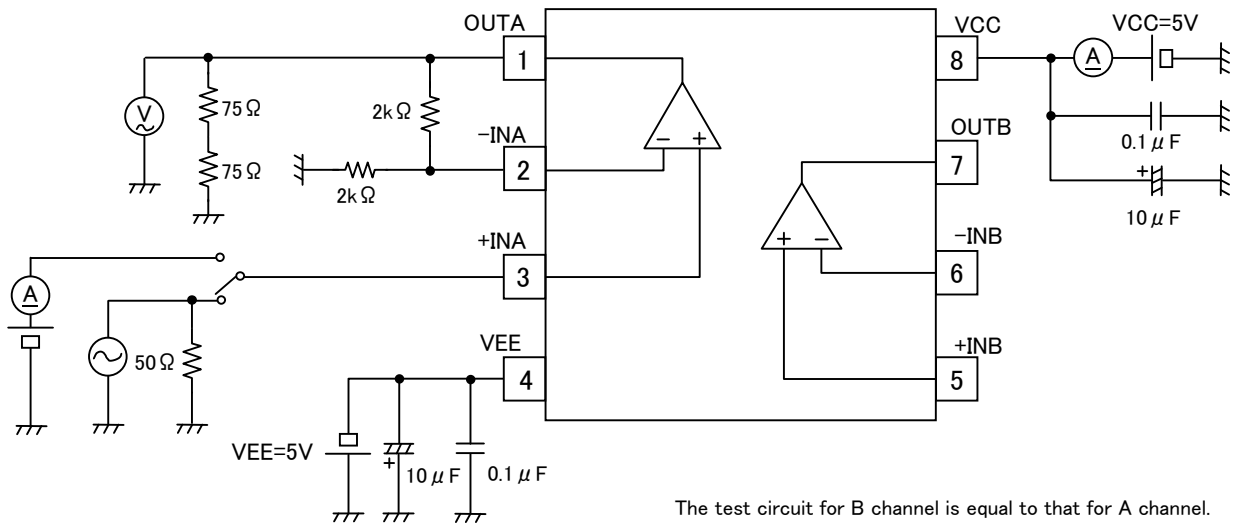 OUTA
1
VCC
VCC=5V
8
A
V
75Ω
75Ω
2kΩ
−INA
2
2kΩ
− +
0.1μF
+
10μF
OUTB
7
+INA
3
+ −
−INB
6
A
50Ω
VEE
4
+INB
5
VEE=5V
+
10μF
0.1μF
The test circuit for B channel is equal to that for A channel.